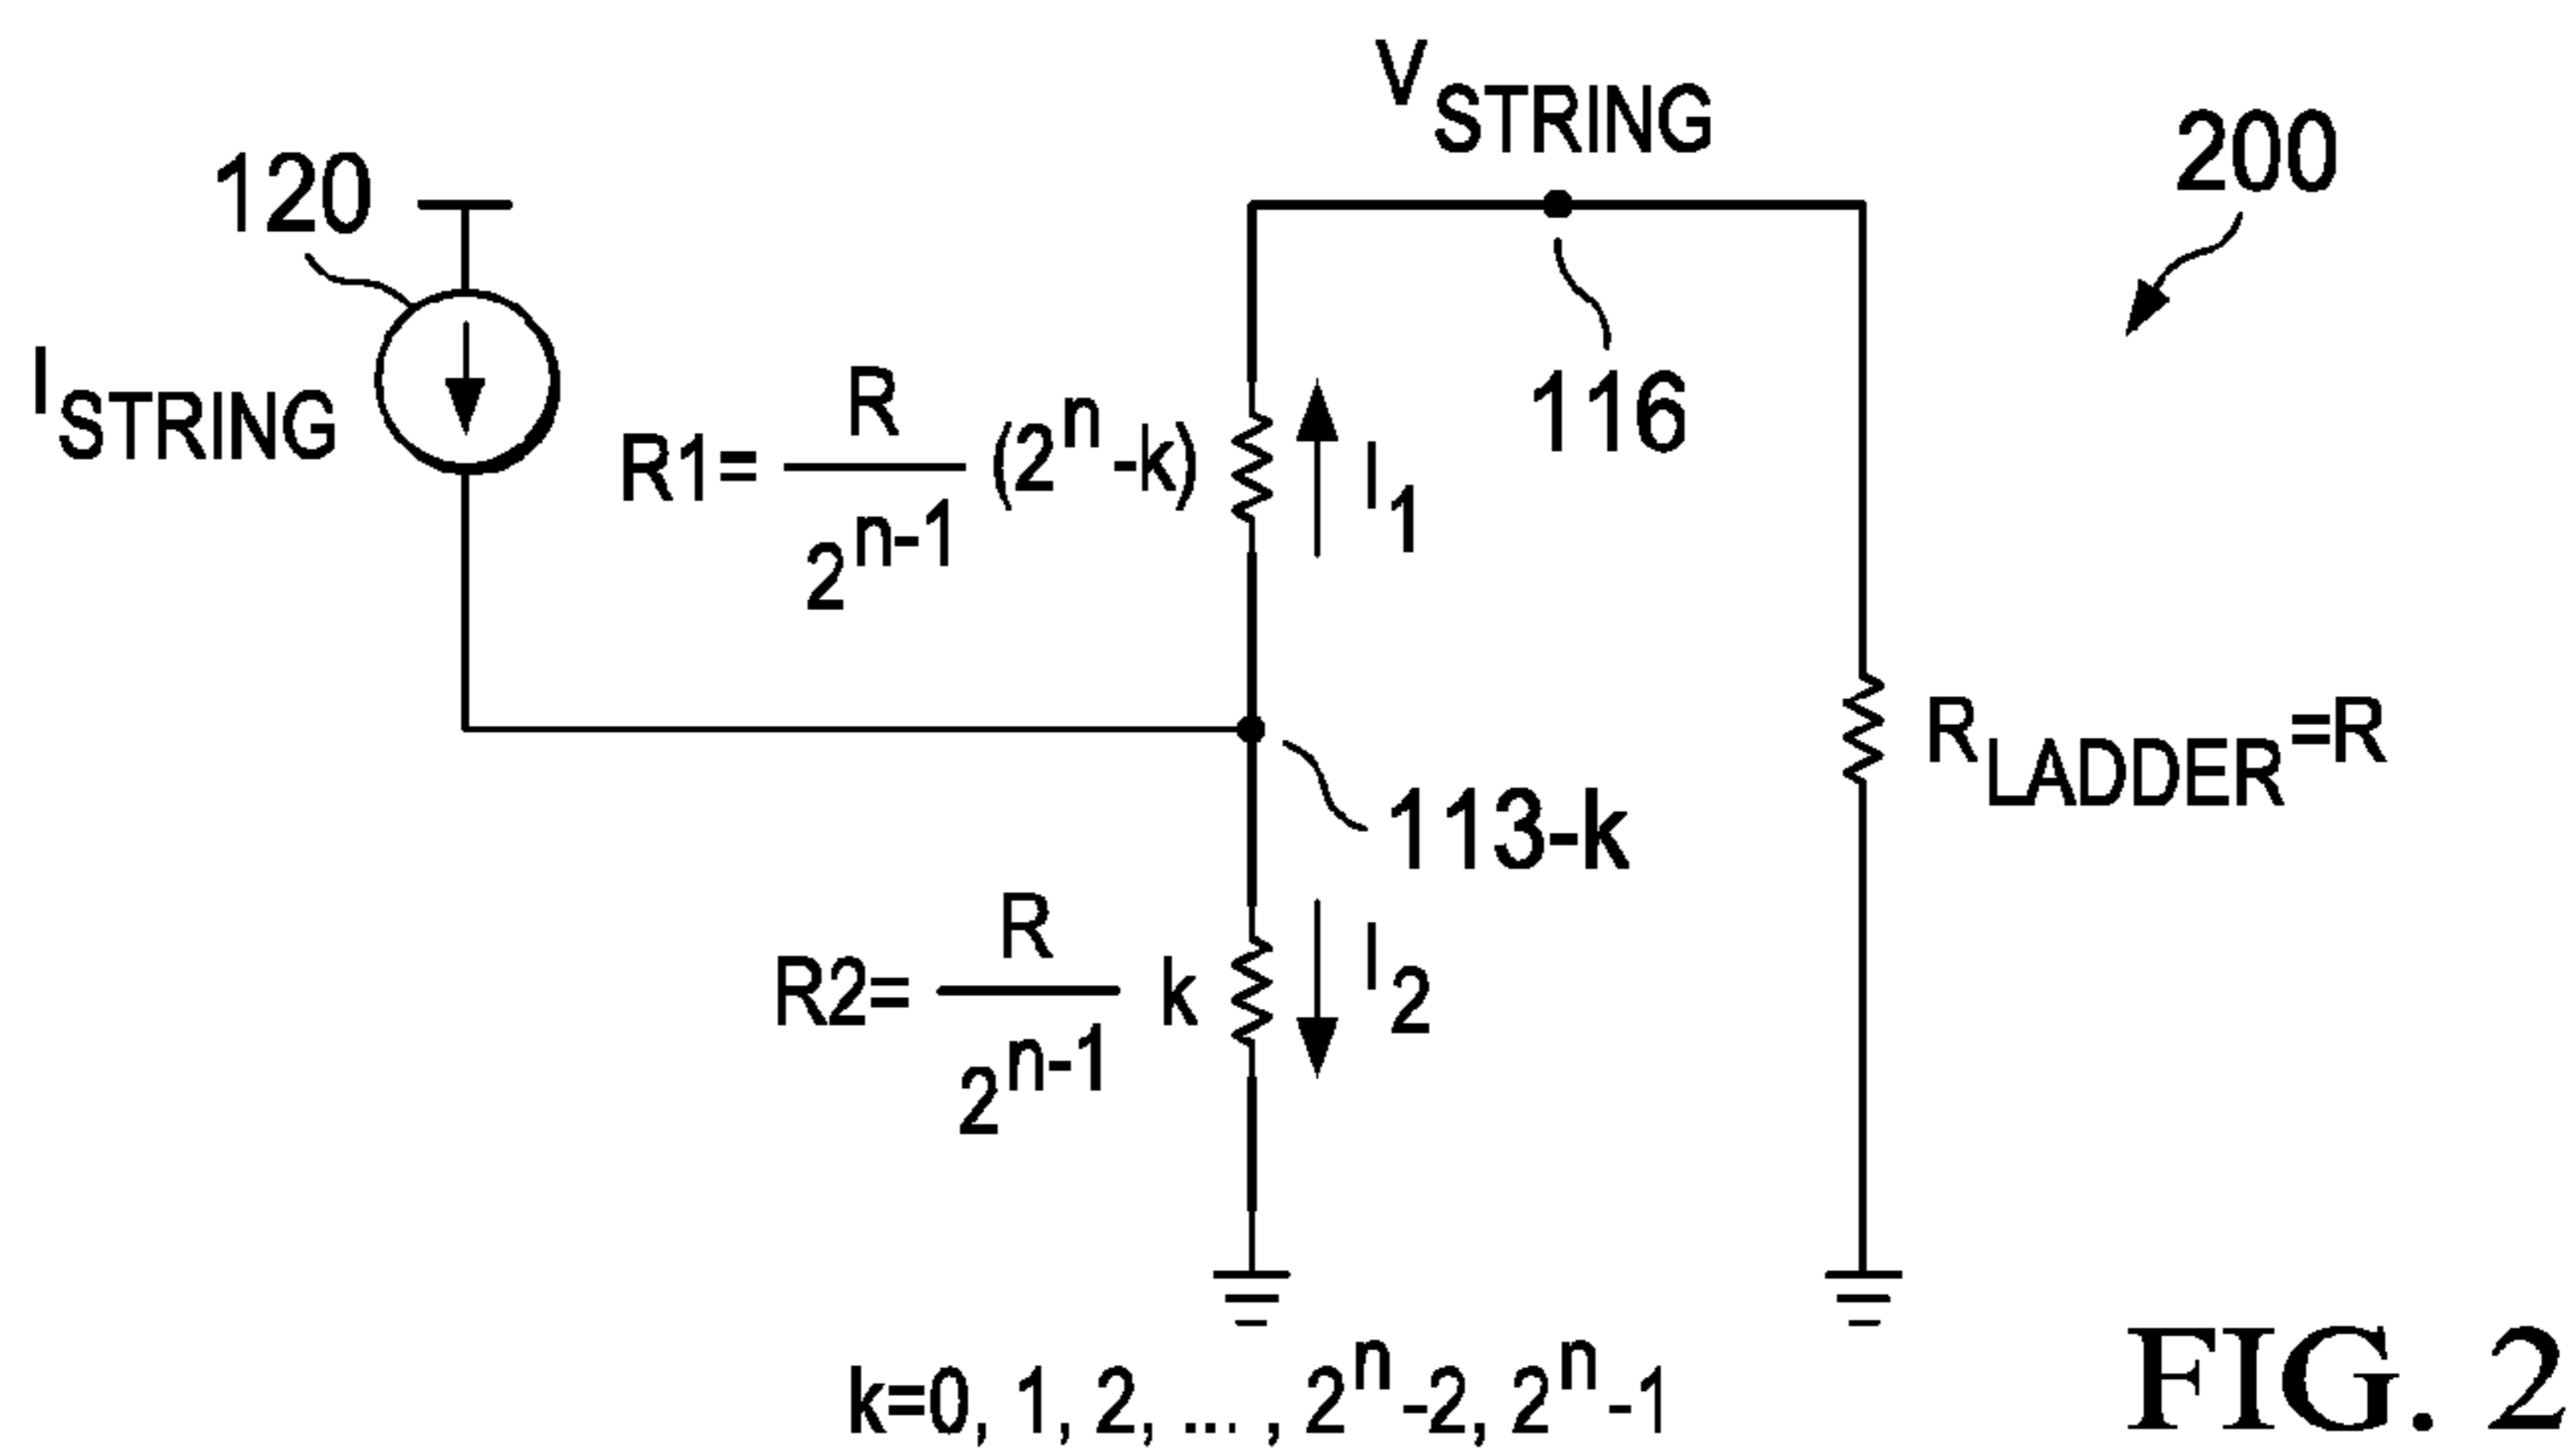 V_STRING
200
120
I_STRING
R1= R/2^n-1 (2^n-k)
I_1
116
R_LADDER=R
113-k
R2= R/2^n-1 k
I_2
k=0, 1, 2, ... , 2^n-2, 2^n-1
FIG. 2